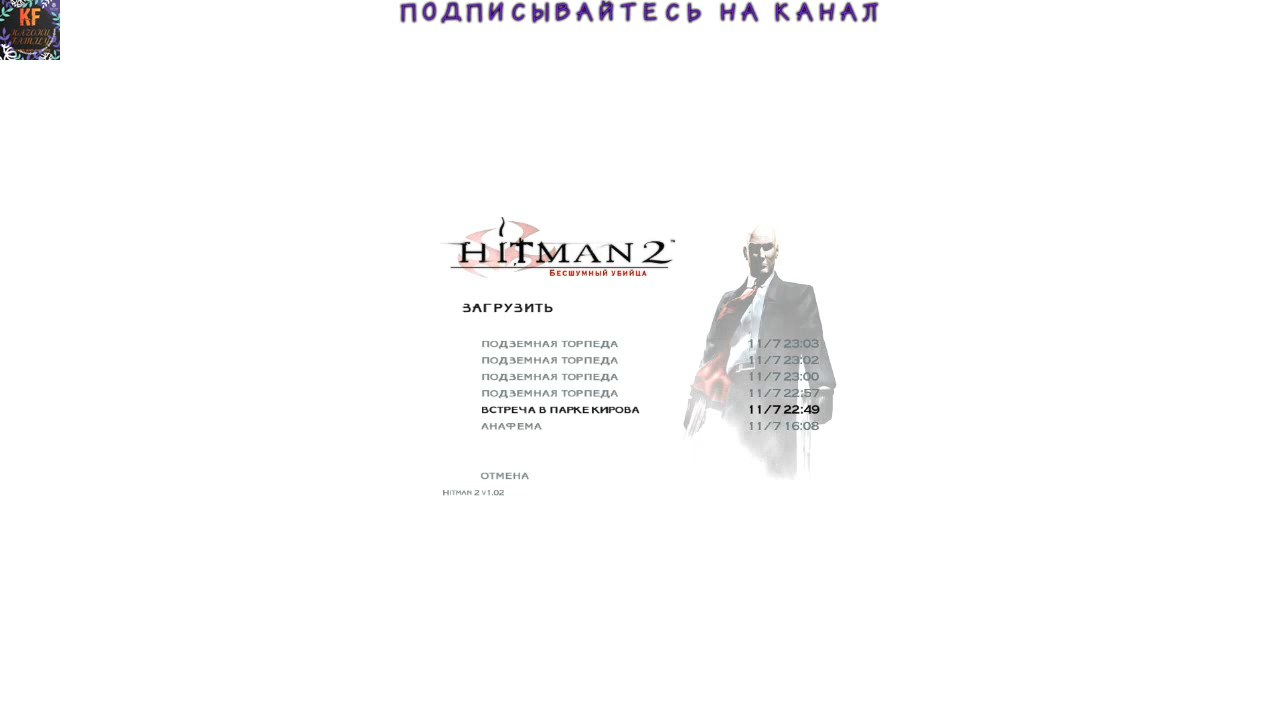 ПОДПИСЫВАЙТЕСЬ НА КАНАЛ
KF
HITMAN 2™
БЕСШУМНЫЙ УБИЙЦА
ЗАГРУЗИТЬ
ПОДЗЕМНАЯ ТОРПЕДА 11/7 23:03
ПОДЗЕМНАЯ ТОРПЕДА 11/7 23:02
ПОДЗЕМНАЯ ТОРПЕДА 11/7 23:00
ПОДЗЕМНАЯ ТОРПЕДА 11/7 22:57
ВСТРЕЧА В ПАРКЕ КИРОВА 11/7 22:49
АНАФЕМА 11/7 16:08
ОТМЕНА
HITMAN 2 V1.02